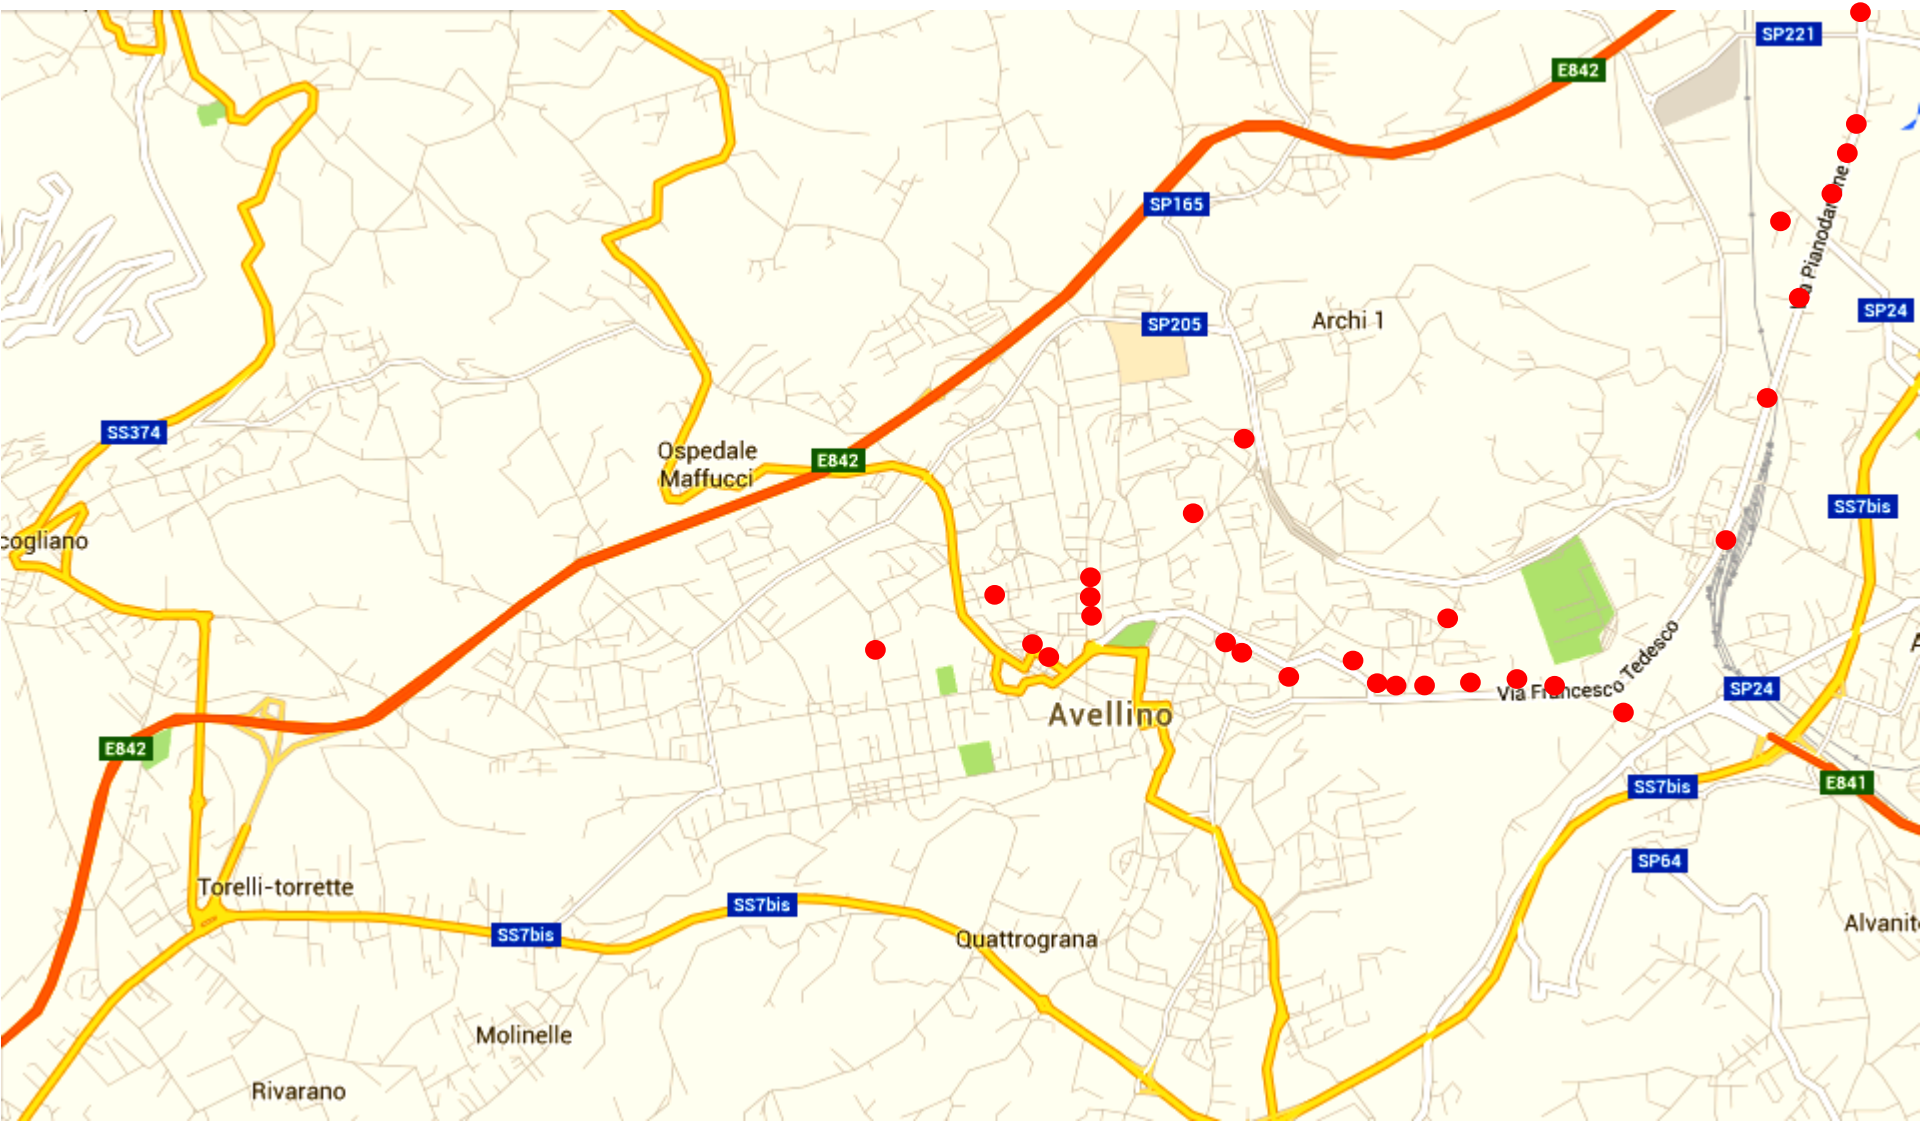 SP221
E842
SP165
SP24
SP205
Archi 1
SS374
Ospedale
Maffucci
E842
SS7bis
cogliano
Via Francesco Tedesco
SP24
Avellino
E842
SS7bis
E841
SP64
Torelli-torrette
SS7bis
SS7bis
Quattrograna
Alvanit
Molinelle
Rivarano